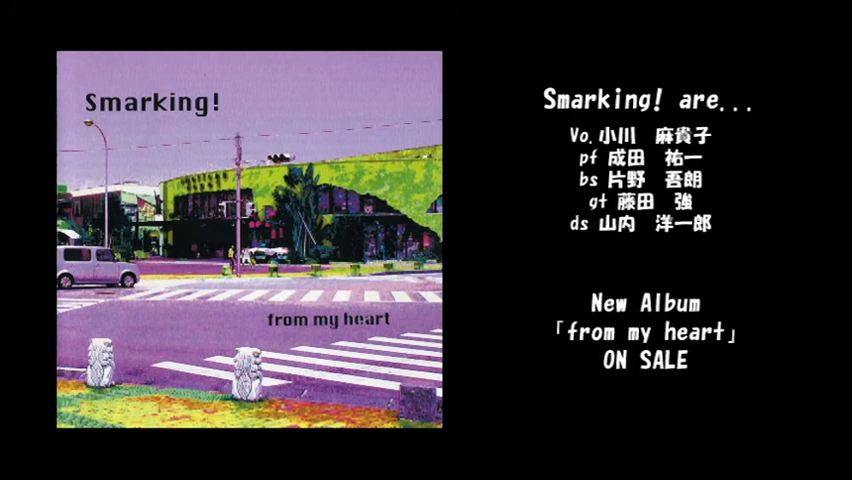 Smarking!
from my heart
Smarking! are...
Vo. 小川　麻貴子
pf 成田　祐一
bs 片野　吾朗
gt 藤田　強
ds 山内　洋一郎
New Album
「from my heart」
ON SALE